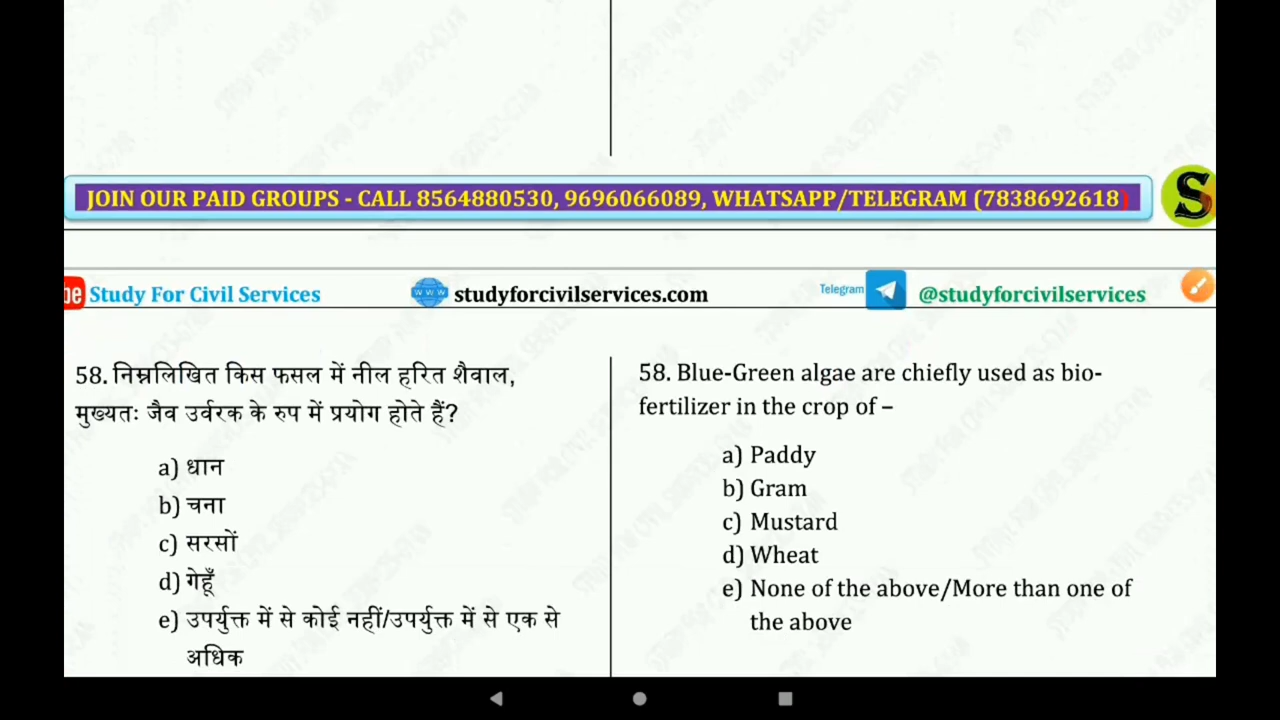 JOIN OUR PAID GROUPS - CALL 8564880530, 9696066089, WHATSAPP/TELEGRAM (7838692618)
S
be Study For Civil Services
www studyforcivilservices.com
Telegram @studyforcivilservices
58. निम्नलिखित किस फसल में नील हरित शैवाल,
मुख्यतः जैव उर्वरक के रुप में प्रयोग होते हैं?
a) धान
b) चना
c) सरसों
d) गेहूँ
e) उपर्युक्त में से कोई नहीं/उपर्युक्त में से एक से
अधिक
58. Blue-Green algae are chiefly used as bio-
fertilizer in the crop of –
a) Paddy
b) Gram
c) Mustard
d) Wheat
e) None of the above/More than one of
the above